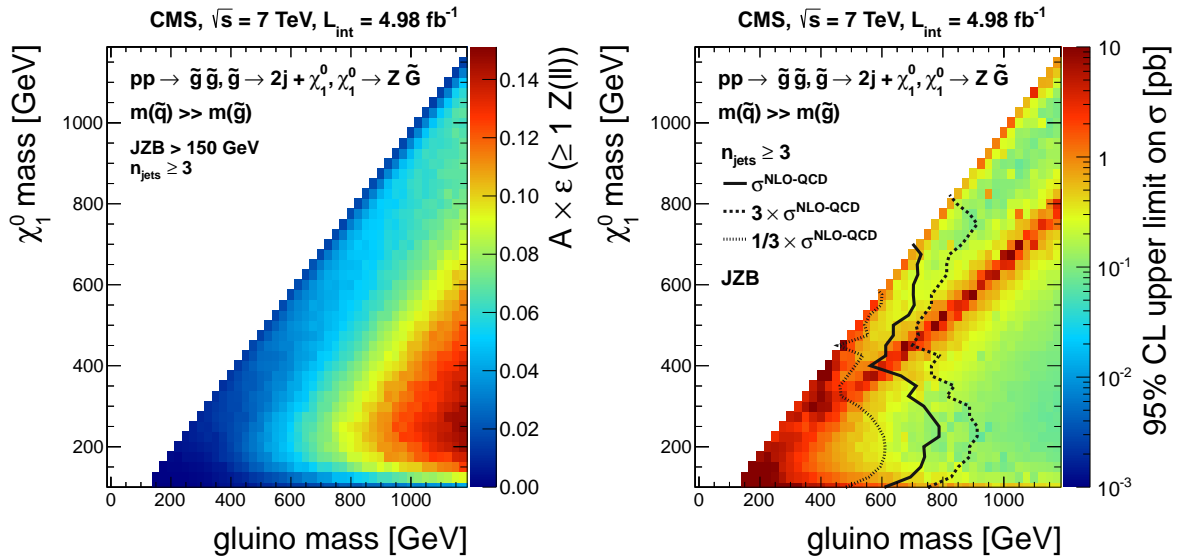 CMS, √s = 7 TeV, L_int = 4.98 fb⁻¹
pp → g̃ g̃, g̃ → 2j + χ₁⁰, χ₁⁰ → Z G̃
m(q̃) >> m(g̃)
JZB > 150 GeV
n_jets ≥ 3
χ₁⁰ mass [GeV]
1000
800
600
400
200
0 200 400 600 800 1000
gluino mass [GeV]
0.14
0.12
0.10
0.08
0.06
0.04
0.02
0.00
A × ε (≥ 1 Z(ll))
CMS, √s = 7 TeV, L_int = 4.98 fb⁻¹
pp → g̃ g̃, g̃ → 2j + χ₁⁰, χ₁⁰ → Z G̃
m(q̃) >> m(g̃)
n_jets ≥ 3
σ^NLO-QCD
3 × σ^NLO-QCD
1/3 × σ^NLO-QCD
JZB
χ₁⁰ mass [GeV]
1000
800
600
400
200
0 200 400 600 800 1000
gluino mass [GeV]
10
1
10⁻¹
10⁻²
10⁻³
95% CL upper limit on σ [pb]